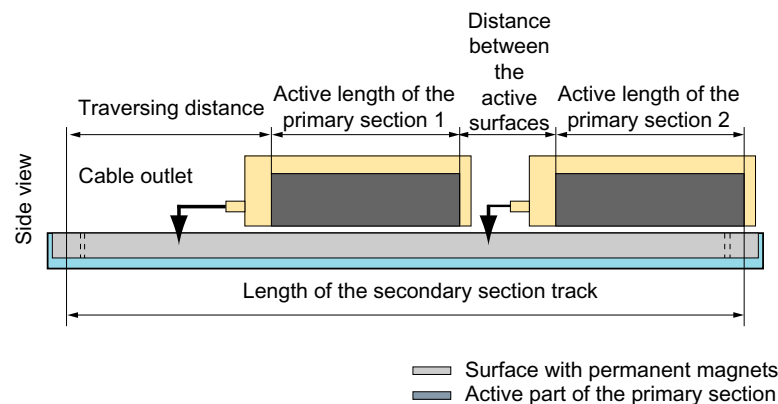 Distance
between
the
active
surfaces
Traversing distance
Active length of the
primary section 1
Active length of the
primary section 2
Side view
Cable outlet
Length of the secondary section track
Surface with permanent magnets
Active part of the primary section